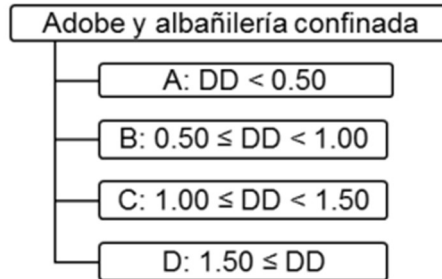 Adobe y albañilería confinada
A: DD < 0.50
B: 0.50 ≤ DD < 1.00
C: 1.00 ≤ DD < 1.50
D: 1.50 ≤ DD